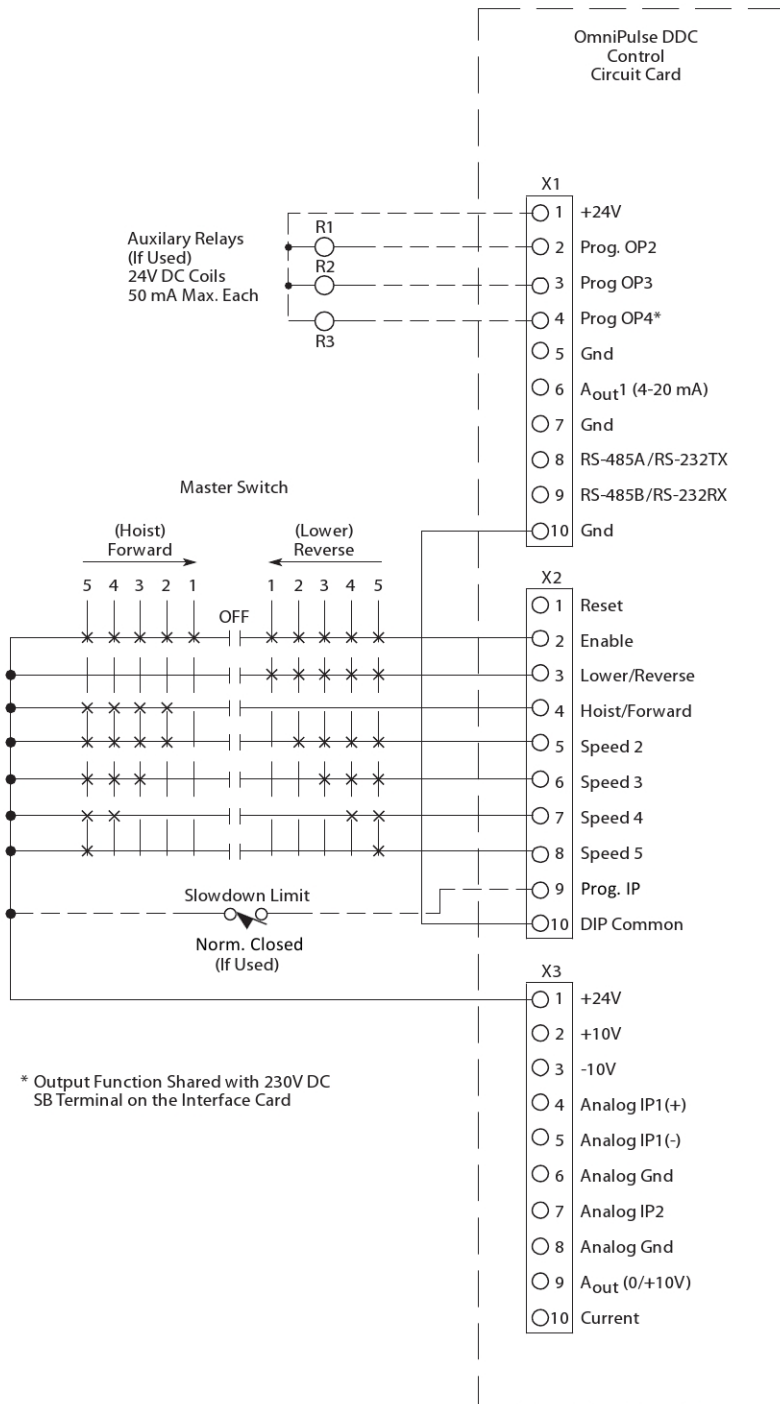 OmniPulse DDC
Control
Circuit Card
X1
1 +24V
2 Prog. OP2
3 Prog OP3
4 Prog OP4*
5 Gnd
6 Aout1 (4-20 mA)
7 Gnd
8 RS-485A/RS-232TX
9 RS-485B/RS-232RX
10 Gnd
Auxilary Relays
(If Used)
24V DC Coils
50 mA Max. Each
R1
R2
R3
Master Switch
(Hoist)
Forward
(Lower)
Reverse
5 4 3 2 1
OFF
1 2 3 4 5
X2
1 Reset
2 Enable
3 Lower/Reverse
4 Hoist/Forward
5 Speed 2
6 Speed 3
7 Speed 4
8 Speed 5
9 Prog. IP
10 DIP Common
Slowdown Limit
Norm. Closed
(If Used)
X3
1 +24V
2 +10V
3 -10V
4 Analog IP1(+)
5 Analog IP1(-)
6 Analog Gnd
7 Analog IP2
8 Analog Gnd
9 Aout (0/+10V)
10 Current
* Output Function Shared with 230V DC
SB Terminal on the Interface Card